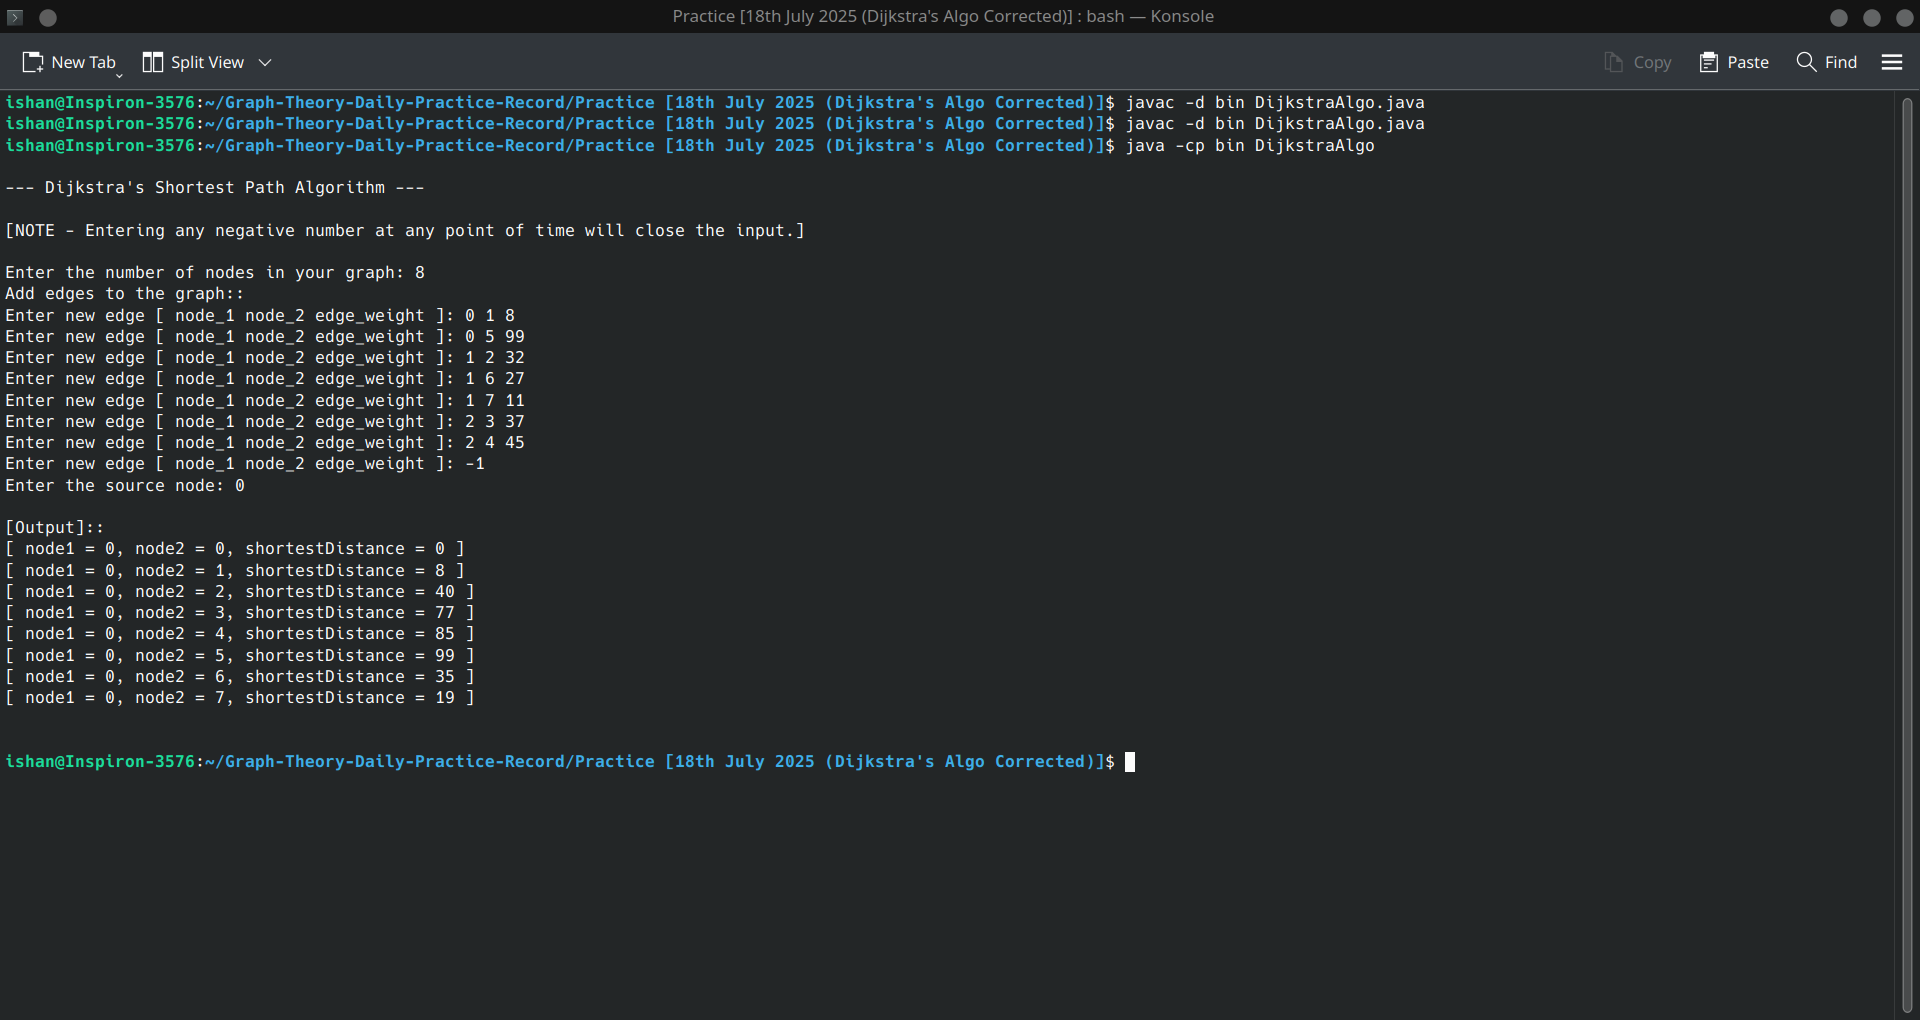 Practice [18th July 2025 (Dijkstra's Algo Corrected)] : bash — Konsole
New Tab Split View Copy Paste Find
ishan@Inspiron-3576:~/Graph-Theory-Daily-Practice-Record/Practice [18th July 2025 (Dijkstra's Algo Corrected)]$ javac -d bin DijkstraAlgo.java
ishan@Inspiron-3576:~/Graph-Theory-Daily-Practice-Record/Practice [18th July 2025 (Dijkstra's Algo Corrected)]$ javac -d bin DijkstraAlgo.java
ishan@Inspiron-3576:~/Graph-Theory-Daily-Practice-Record/Practice [18th July 2025 (Dijkstra's Algo Corrected)]$ java -cp bin DijkstraAlgo
--- Dijkstra's Shortest Path Algorithm ---
[NOTE - Entering any negative number at any point of time will close the input.]
Enter the number of nodes in your graph: 8
Add edges to the graph::
Enter new edge [ node_1 node_2 edge_weight ]: 0 1 8
Enter new edge [ node_1 node_2 edge_weight ]: 0 5 99
Enter new edge [ node_1 node_2 edge_weight ]: 1 2 32
Enter new edge [ node_1 node_2 edge_weight ]: 1 6 27
Enter new edge [ node_1 node_2 edge_weight ]: 1 7 11
Enter new edge [ node_1 node_2 edge_weight ]: 2 3 37
Enter new edge [ node_1 node_2 edge_weight ]: 2 4 45
Enter new edge [ node_1 node_2 edge_weight ]: -1
Enter the source node: 0
[Output]::
[ node1 = 0, node2 = 0, shortestDistance = 0 ]
[ node1 = 0, node2 = 1, shortestDistance = 8 ]
[ node1 = 0, node2 = 2, shortestDistance = 40 ]
[ node1 = 0, node2 = 3, shortestDistance = 77 ]
[ node1 = 0, node2 = 4, shortestDistance = 85 ]
[ node1 = 0, node2 = 5, shortestDistance = 99 ]
[ node1 = 0, node2 = 6, shortestDistance = 35 ]
[ node1 = 0, node2 = 7, shortestDistance = 19 ]
ishan@Inspiron-3576:~/Graph-Theory-Daily-Practice-Record/Practice [18th July 2025 (Dijkstra's Algo Corrected)]$